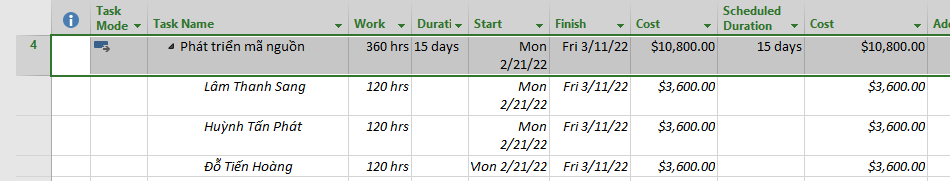 Task Mode Task Name Work Durati Start Finish Cost Scheduled Duration Cost Add
4 Phát triển mã nguồn 360 hrs 15 days Mon 2/21/22 Fri 3/11/22 $10,800.00 15 days $10,800.00
Lâm Thanh Sang 120 hrs Mon 2/21/22 Fri 3/11/22 $3,600.00 $3,600.00
Huỳnh Tấn Phát 120 hrs Mon 2/21/22 Fri 3/11/22 $3,600.00 $3,600.00
Đỗ Tiến Hoàng 120 hrs Mon 2/21/22 Fri 3/11/22 $3,600.00 $3,600.00